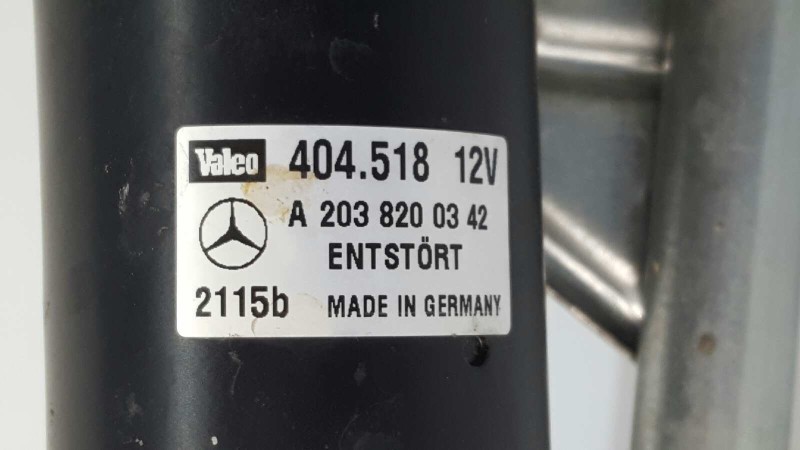 Valeo 404.518 12V
A 203 820 03 42
ENTSTÖRT
2115b MADE IN GERMANY